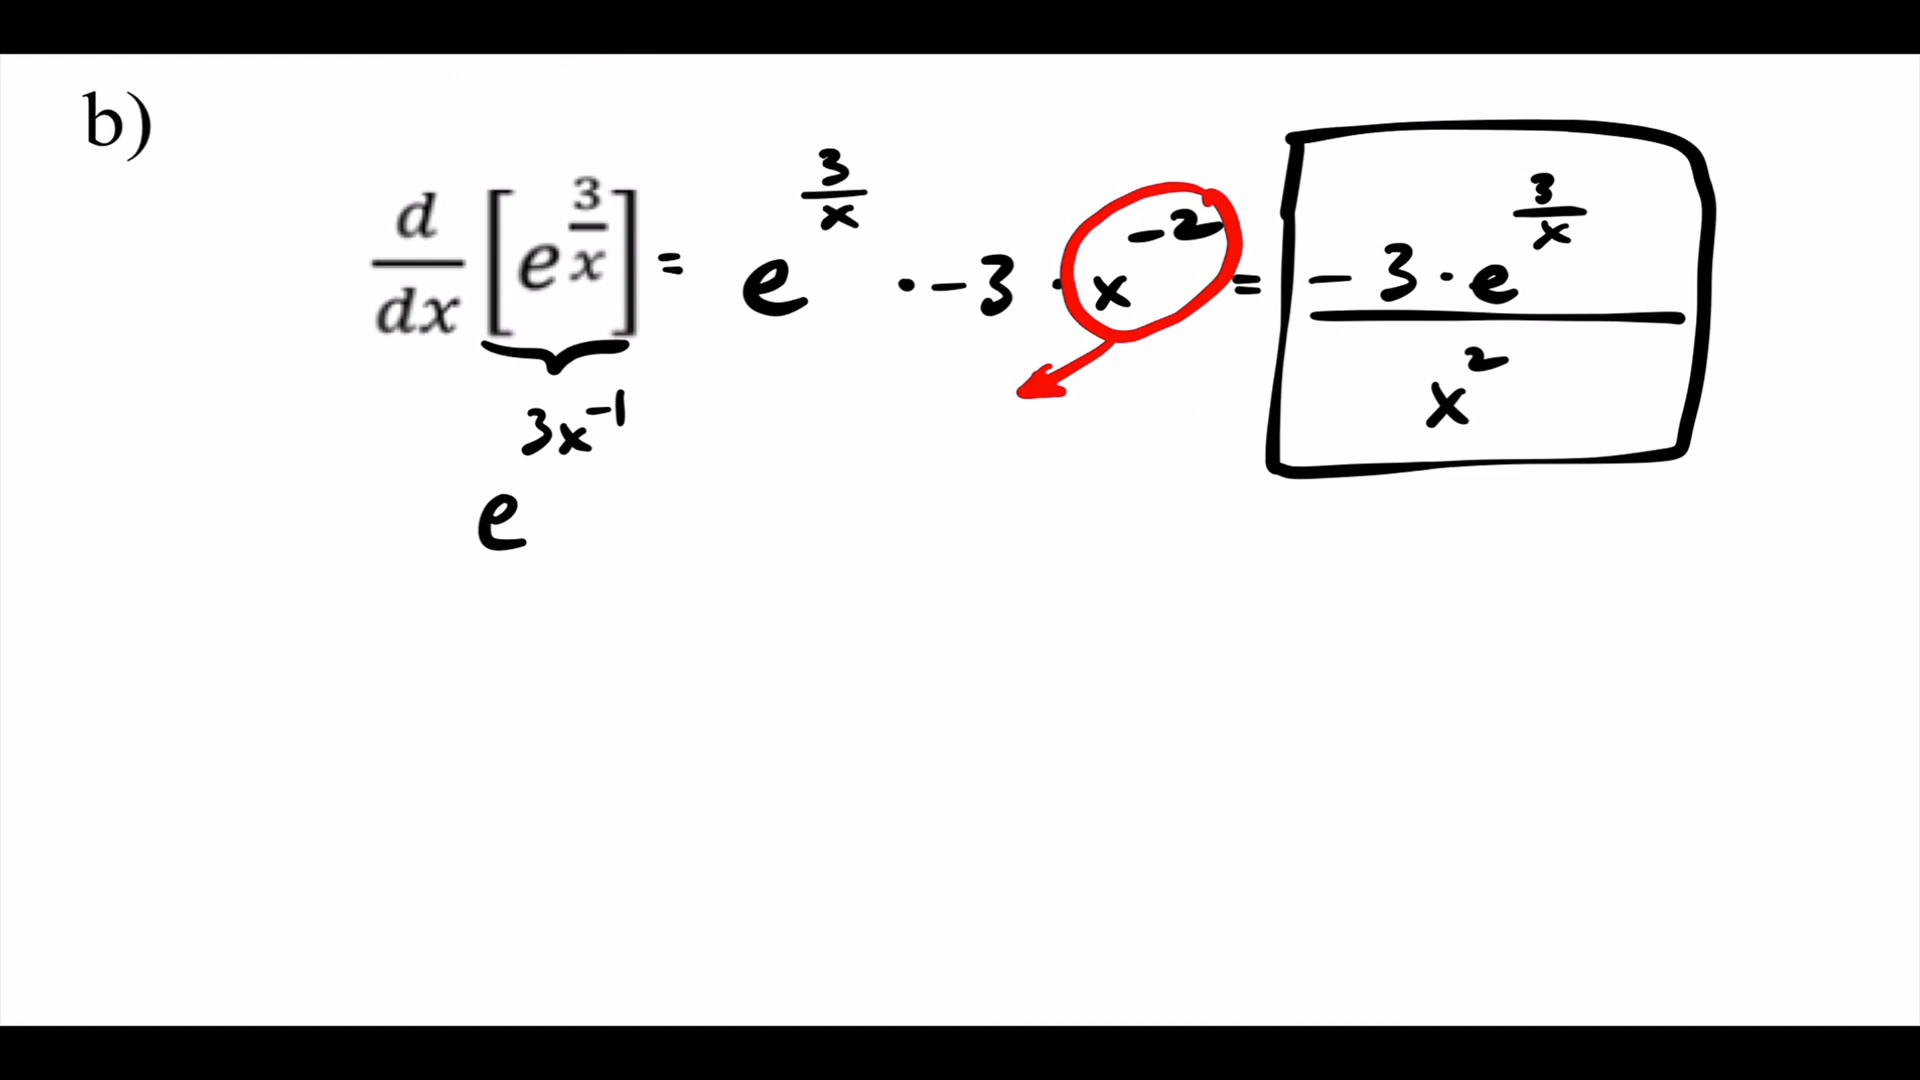 b)
d/dx [e^(3/x)] = e^(3/x) · -3 · x^-2 = -3 · e^(3/x) / x^2
e^(3x^-1)